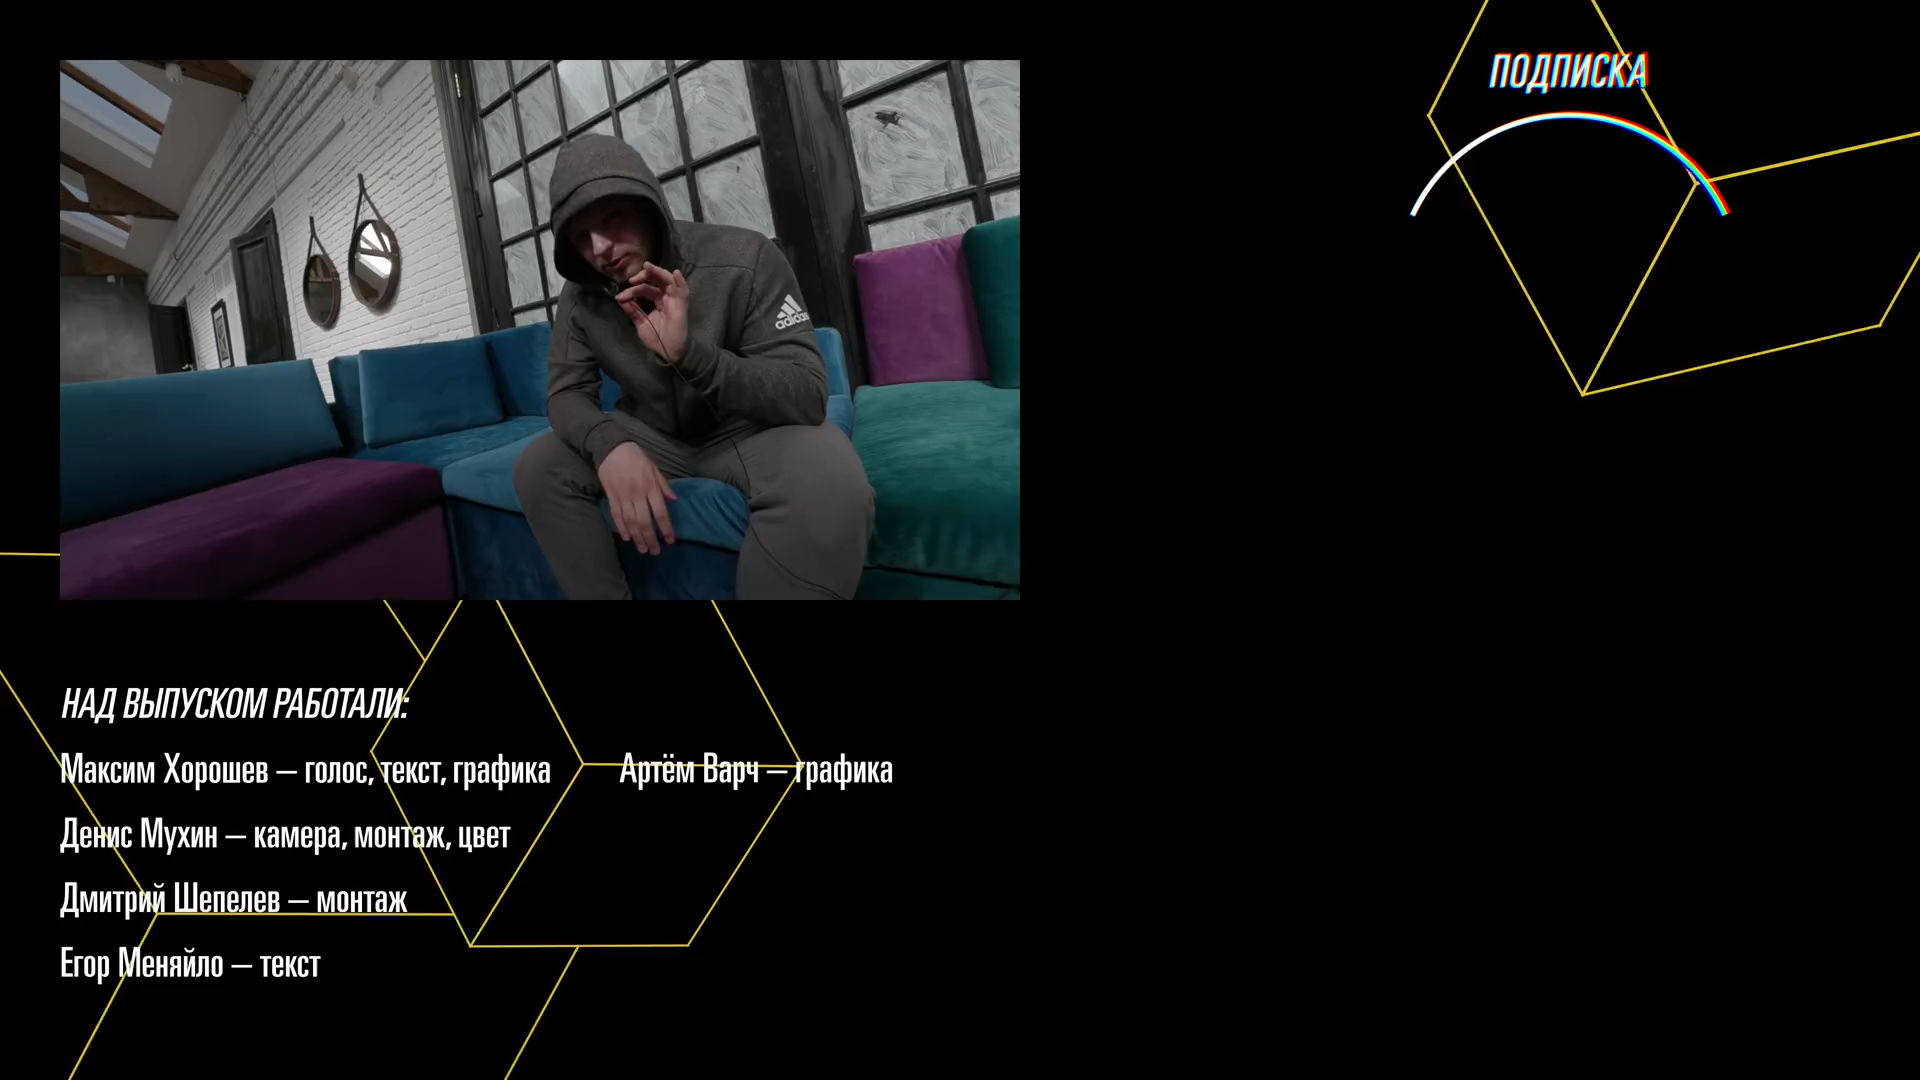 ПОДПИСКА
adidas
НАД ВЫПУСКОМ РАБОТАЛИ:
Максим Хорошев – голос, текст, графика
Артём Варч – графика
Денис Мухин – камера, монтаж, цвет
Дмитрий Шепелев – монтаж
Егор Меняйло – текст